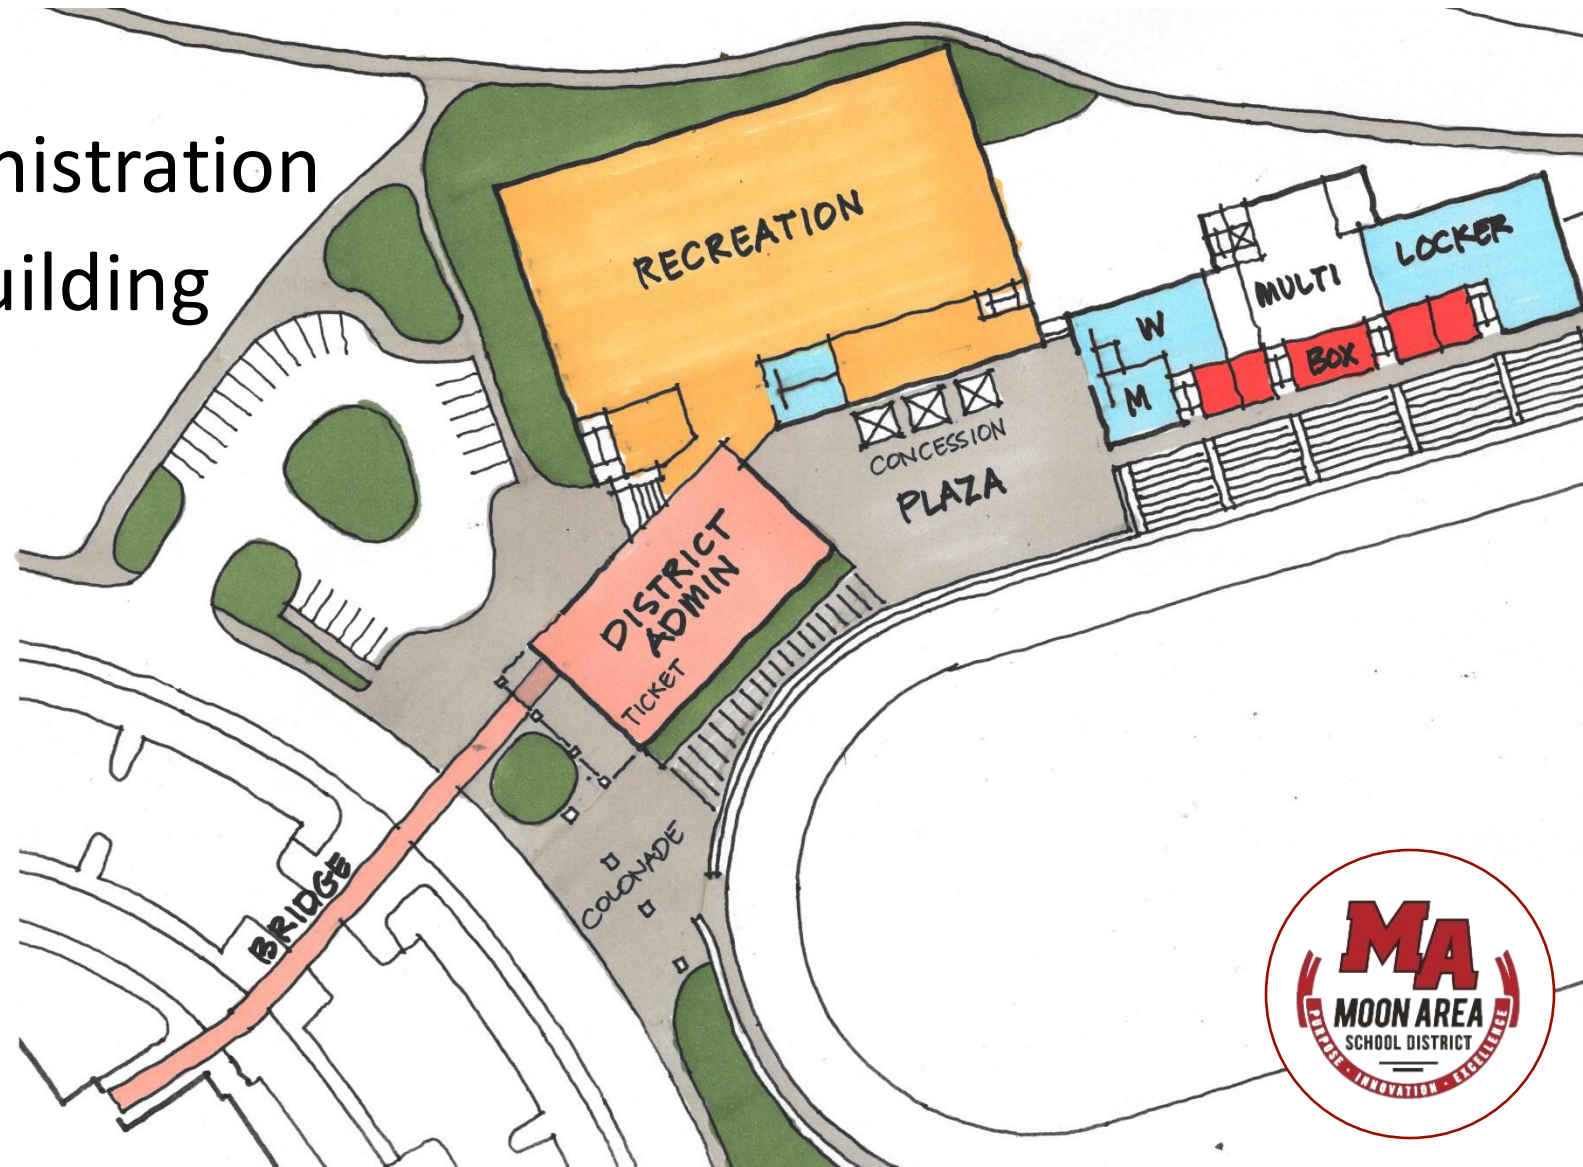 nistration
uilding
RECREATION
LOCKER
MULTI
W
BOX
M
CONCESSION
PLAZA
DISTRICT
ADMIN
TICKET
COLONADE
BRIDGE
MA
MOON AREA
SCHOOL DISTRICT
PURPOSE · INNOVATION · EXCELLENCE